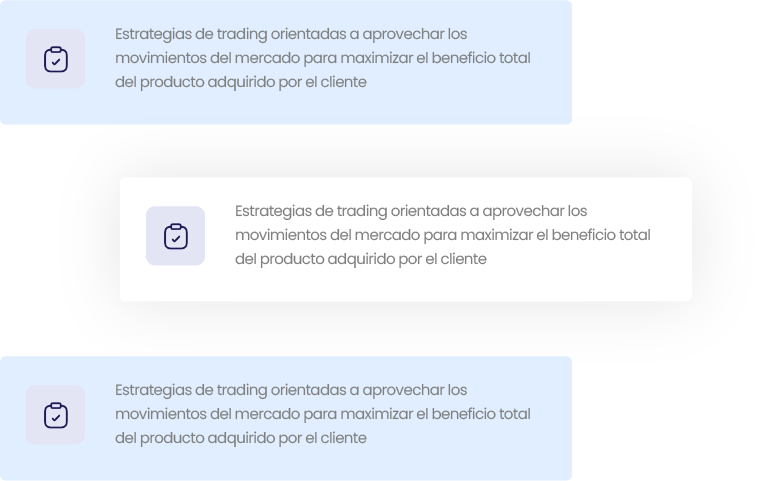 Estrategias de trading orientadas a aprovechar los
movimientos del mercado para maximizar el beneficio total
del producto adquirido por el cliente
Estrategias de trading orientadas a aprovechar los
movimientos del mercado para maximizar el beneficio total
del producto adquirido por el cliente
Estrategias de trading orientadas a aprovechar los
movimientos del mercado para maximizar el beneficio total
del producto adquirido por el cliente